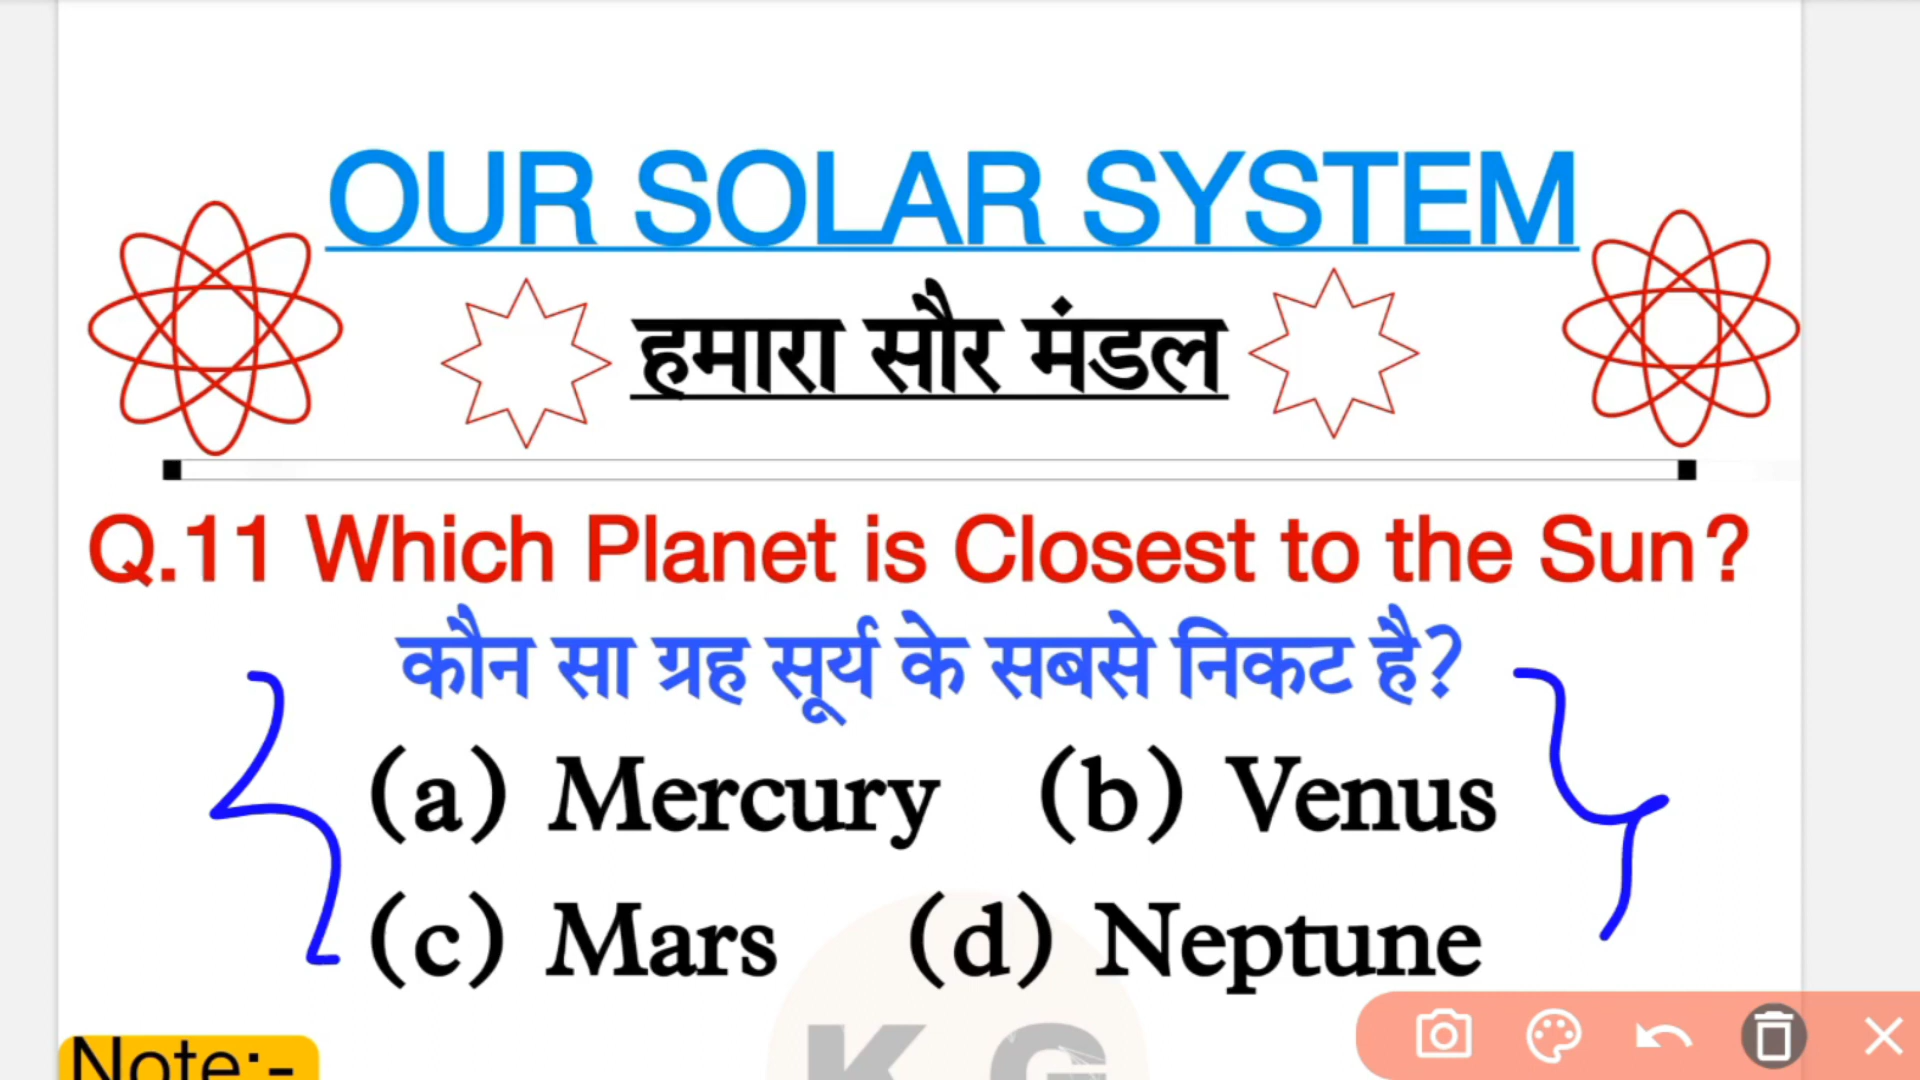 OUR SOLAR SYSTEM
हमारा सौर मंडल
Q.11 Which Planet is Closest to the Sun?
कौन सा ग्रह सूर्य के सबसे निकट है?
(a) Mercury (b) Venus
(c) Mars (d) Neptune
Note:-
K G